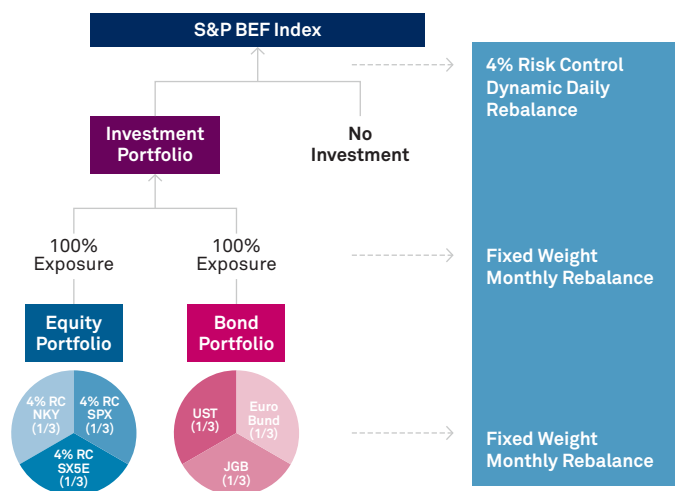 S&P BEF Index
4% Risk Control
Dynamic Daily
Rebalance
Investment
Portfolio
No
Investment
100%
Exposure
100%
Exposure
Fixed Weight
Monthly Rebalance
Equity
Portfolio
Bond
Portfolio
4% RC
NKY
(1/3)
4% RC
SPX
(1/3)
4% RC
SX5E
(1/3)
UST
(1/3)
Euro
Bund
(1/3)
JGB
(1/3)
Fixed Weight
Monthly Rebalance